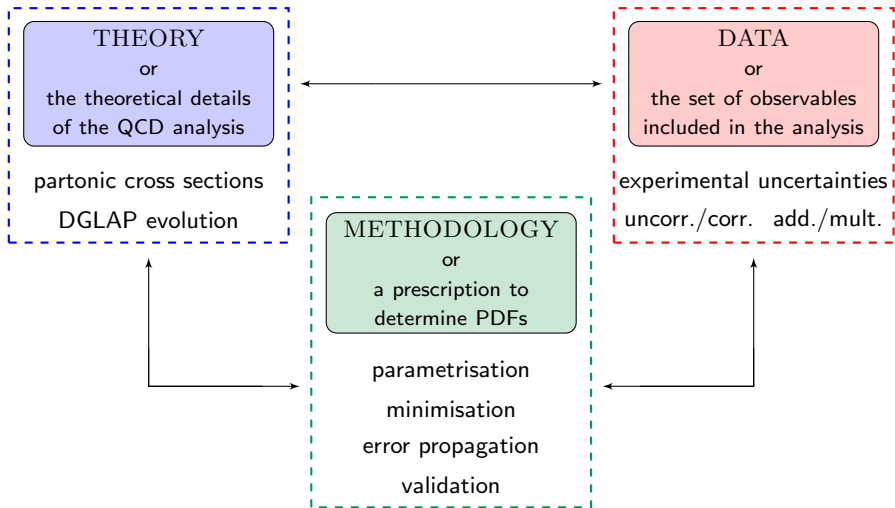 THEORY
or
the theoretical details
of the QCD analysis
partonic cross sections
DGLAP evolution
DATA
or
the set of observables
included in the analysis
experimental uncertainties
uncorr./corr. add./mult.
METHODOLOGY
or
a prescription to
determine PDFs
parametrisation
minimisation
error propagation
validation